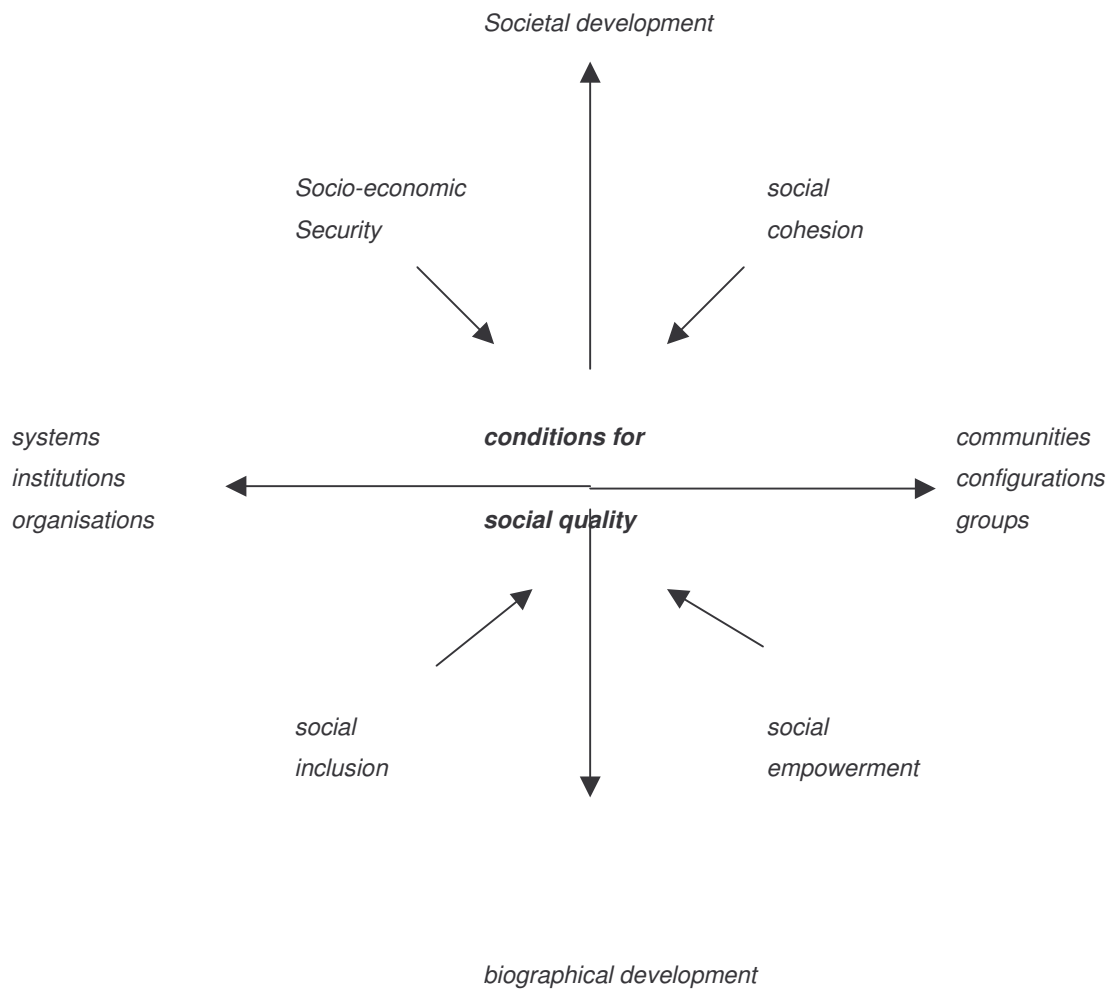 Societal development
Socio-economic
Security
social
cohesion
systems
institutions
organisations
conditions for
social quality
communities
configurations
groups
social
inclusion
social
empowerment
biographical development